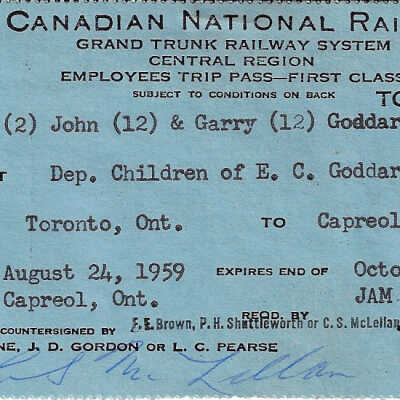 CANADIAN NATIONAL RAI
GRAND TRUNK RAILWAY SYSTEM
CENTRAL REGION
EMPLOYEES TRIP PASS—FIRST CLASS
SUBJECT TO CONDITIONS ON BACK TO
(2) John (12) & Garry (12) Goddar
T Dep. Children of E. C. Goddar
Toronto, Ont. TO Capreol
August 24, 1959 EXPIRES END OF Octo
Capreol, Ont. REQD. BY JAM
COUNTERSIGNED BY F.E. Brown, P.H. Shuttleworth or C.S. McLellan
NE, J. D. GORDON or L. C. PEARSE
C S McLellan